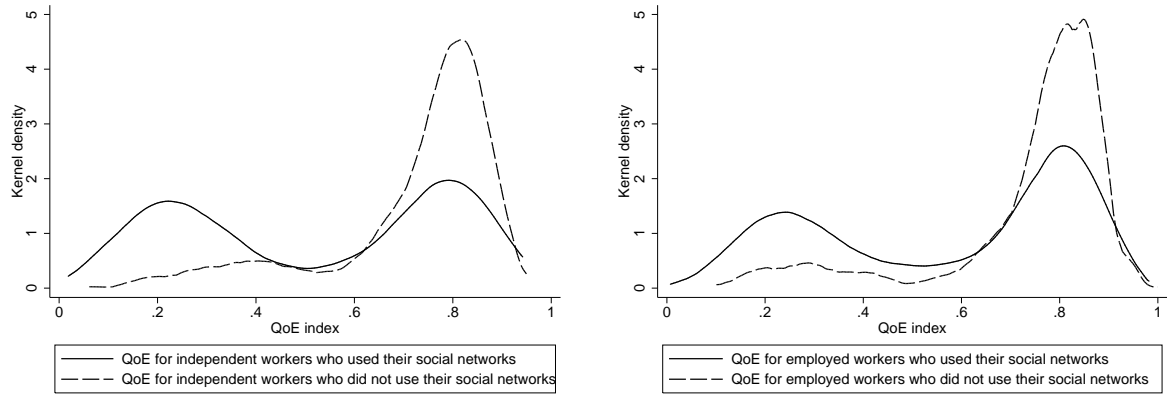 Kernel density
5
4
3
2
1
0
0 .2 .4 .6 .8 1
QoE index
QoE for independent workers who used their social networks
QoE for independent workers who did not use their social networks
Kernel density
5
4
3
2
1
0
0 .2 .4 .6 .8 1
QoE index
QoE for employed workers who used their social networks
QoE for employed workers who did not use their social networks